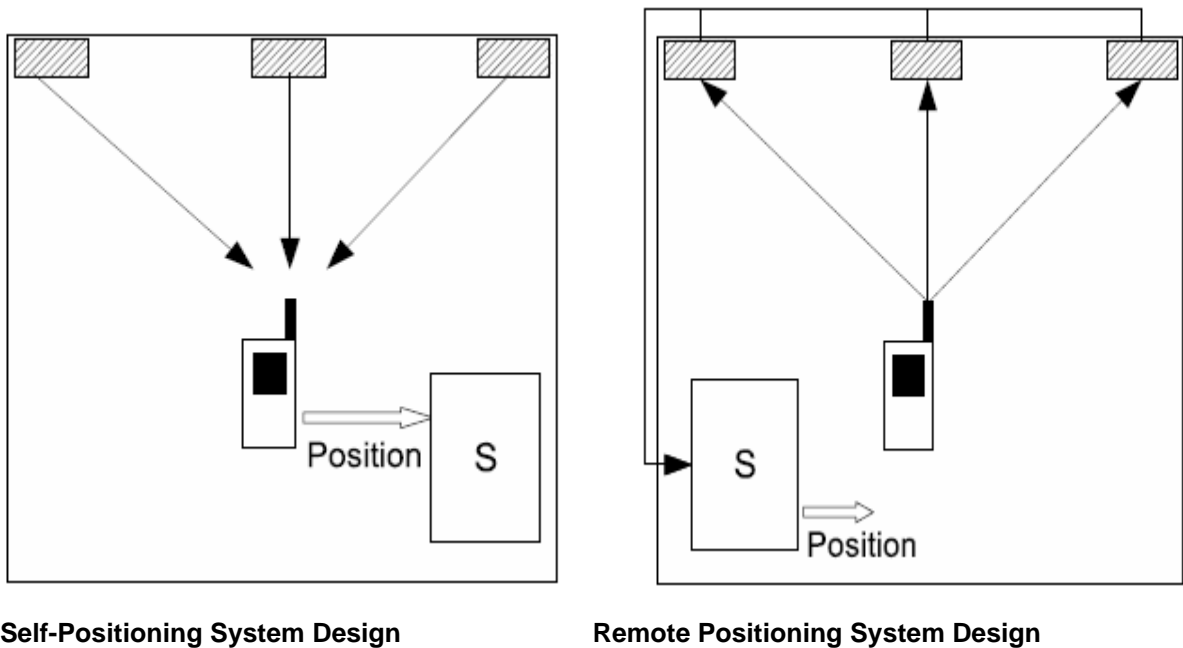 Position
S
S
Position
Self-Positioning System Design
Remote Positioning System Design